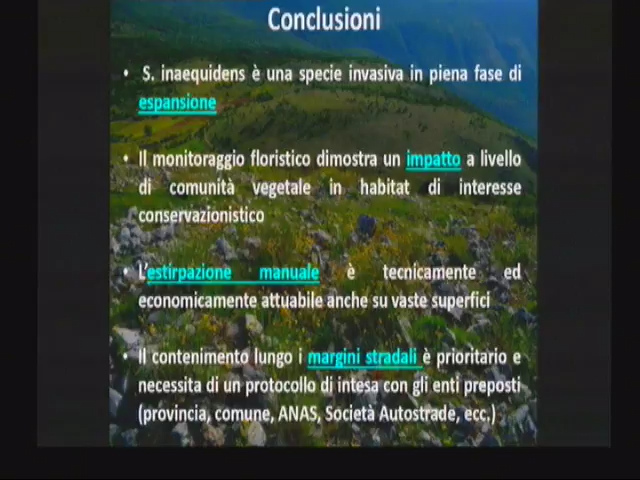 Conclusioni
• S. inaequidens è una specie invasiva in piena fase di
espansione
• Il monitoraggio floristico dimostra un impatto a livello
di comunità vegetale in habitat di interesse
conservazionistico
• L'estirpazione manuale è tecnicamente ed
economicamente attuabile anche su vaste superfici
• Il contenimento lungo i margini stradali è prioritario e
necessita di un protocollo di intesa con gli enti preposti
(provincia, comune, ANAS, Società Autostrade, ecc.)